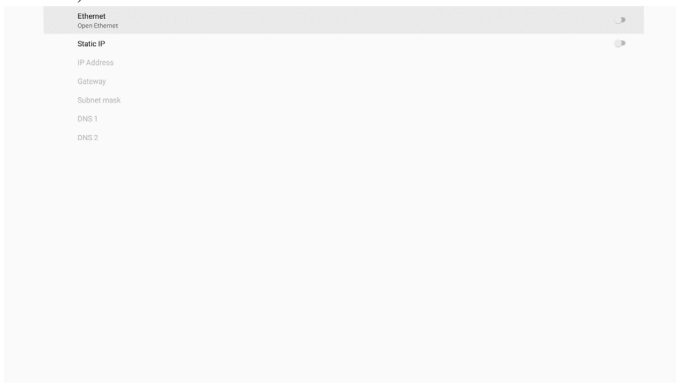 Ethernet
Open Ethernet
Static IP
IP Address
Gateway
Subnet mask
DNS 1
DNS 2